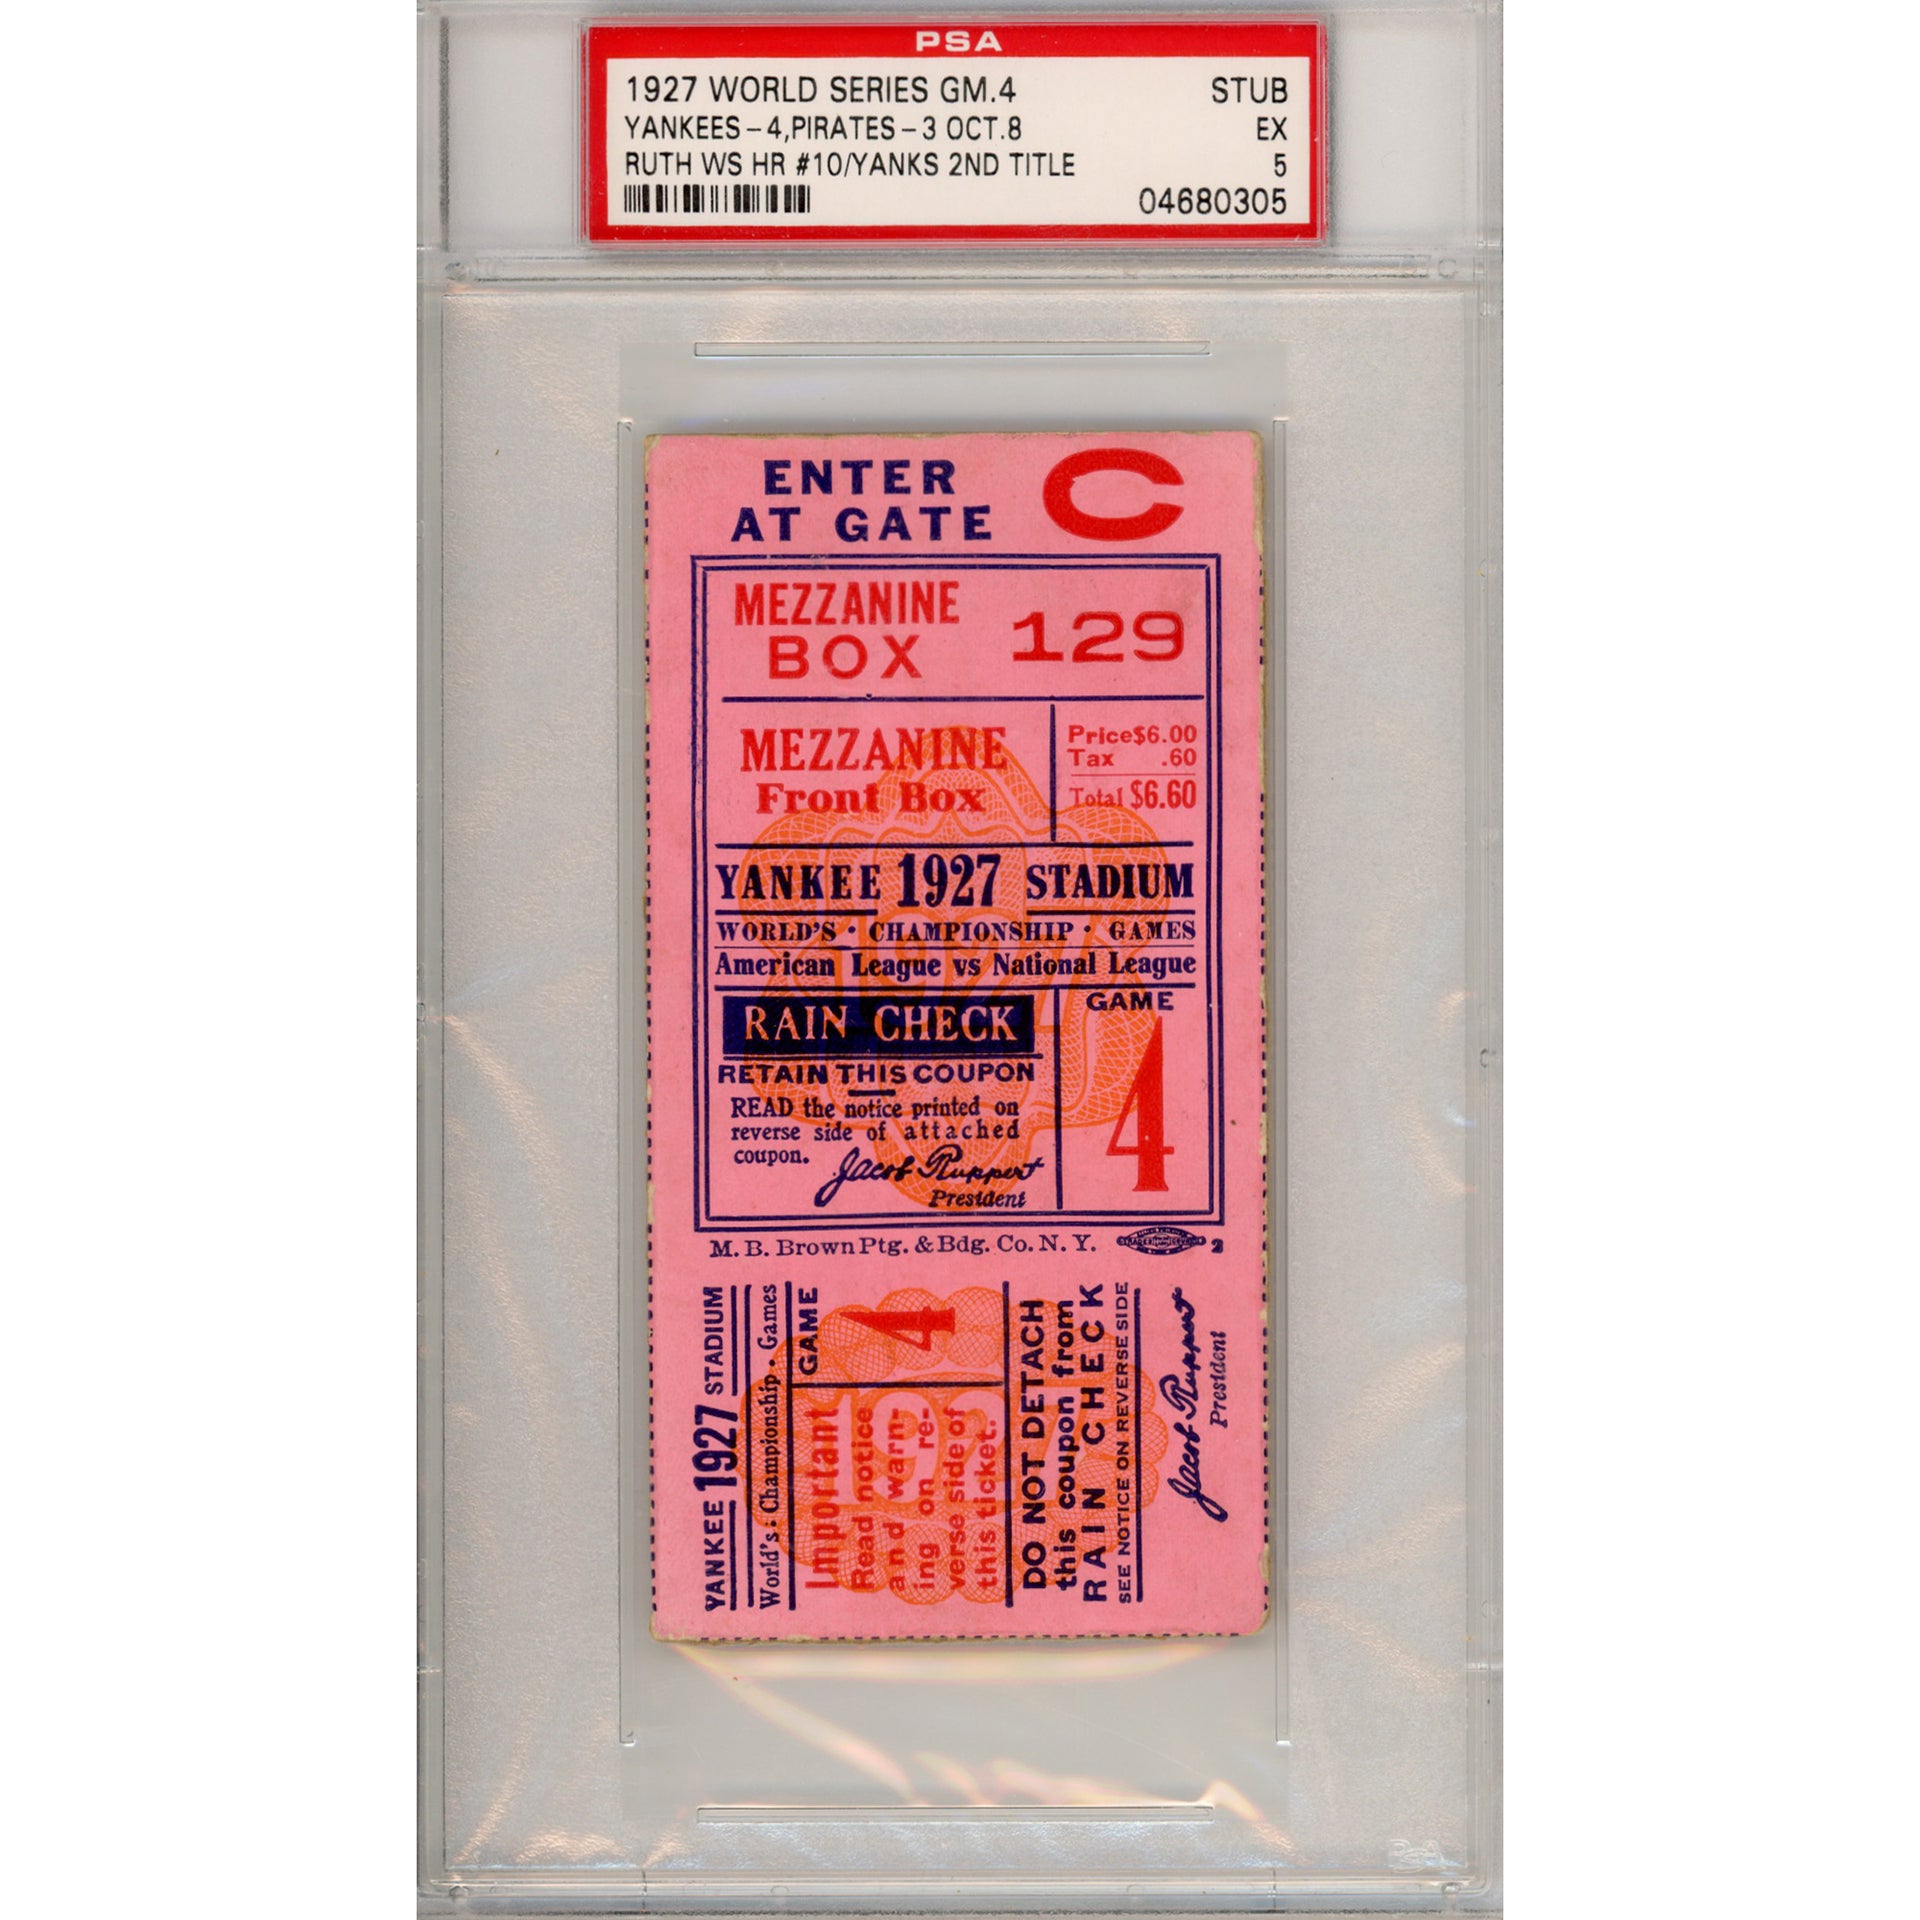 PSA
1927 WORLD SERIES GM.4 STUB
YANKEES-4,PIRATES-3 OCT.8 EX
RUTH WS HR #10/YANKS 2ND TITLE 5
04680305
ENTER
AT GATE C
MEZZANINE
BOX 129
MEZZANINE
Front Box
Price$6.00
Tax .60
Total $6.60
YANKEE 1927 STADIUM
WORLD'S · CHAMPIONSHIP · GAMES
American League vs National League
RAIN CHECK
RETAIN THIS COUPON
READ the notice printed on
reverse side of attached
coupon.
Jacob Ruppert
President
GAME
4
M. B. Brown Ptg. & Bdg. Co. N. Y.
YANKEE 1927 STADIUM
World's : Championship · Games
GAME
4
Important
Read notice
and warn-
ing on re-
verse side of
this ticket.
1927
DO NOT DETACH
this coupon from
RAIN CHECK
SEE NOTICE ON REVERSE SIDE
Jacob Ruppert
President